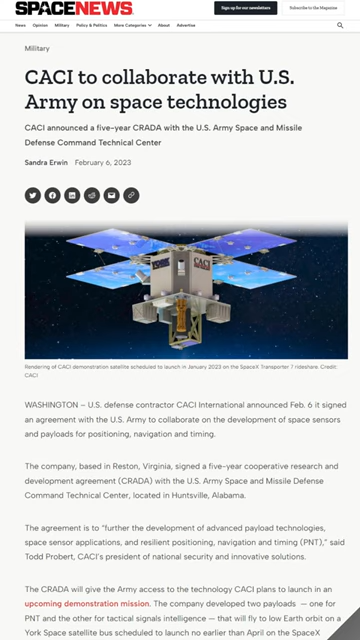 SPACENEWS
Sign up for our newsletters
Subscribe to the Magazine
News Opinion Military Policy & Politics More Categories About Advertise
Military
CACI to collaborate with U.S.
Army on space technologies
CACI announced a five-year CRADA with the U.S. Army Space and Missile
Defense Command Technical Center
Sandra Erwin February 6, 2023
CACI
Rendering of CACI demonstration satellite scheduled to launch in January 2023 on the SpaceX Transporter 7 rideshare. Credit:
CACI
WASHINGTON — U.S. defense contractor CACI International announced Feb. 6 it signed
an agreement with the U.S. Army to collaborate on the development of space sensors
and payloads for positioning, navigation and timing.
The company, based in Reston, Virginia, signed a five-year cooperative research and
development agreement (CRADA) with the U.S. Army Space and Missile Defense
Command Technical Center, located in Huntsville, Alabama.
The agreement is to “further the development of advanced payload technologies,
space sensor applications, and resilient positioning, navigation and timing (PNT),” said
Todd Probert, CACI’s president of national security and innovative solutions.
The CRADA will give the Army access to the technology CACI plans to launch in an
upcoming demonstration mission. The company developed two payloads — one for
PNT and the other for tactical signals intelligence — that will fly to low Earth orbit on a
York Space satellite bus scheduled to launch no earlier than April on the SpaceX